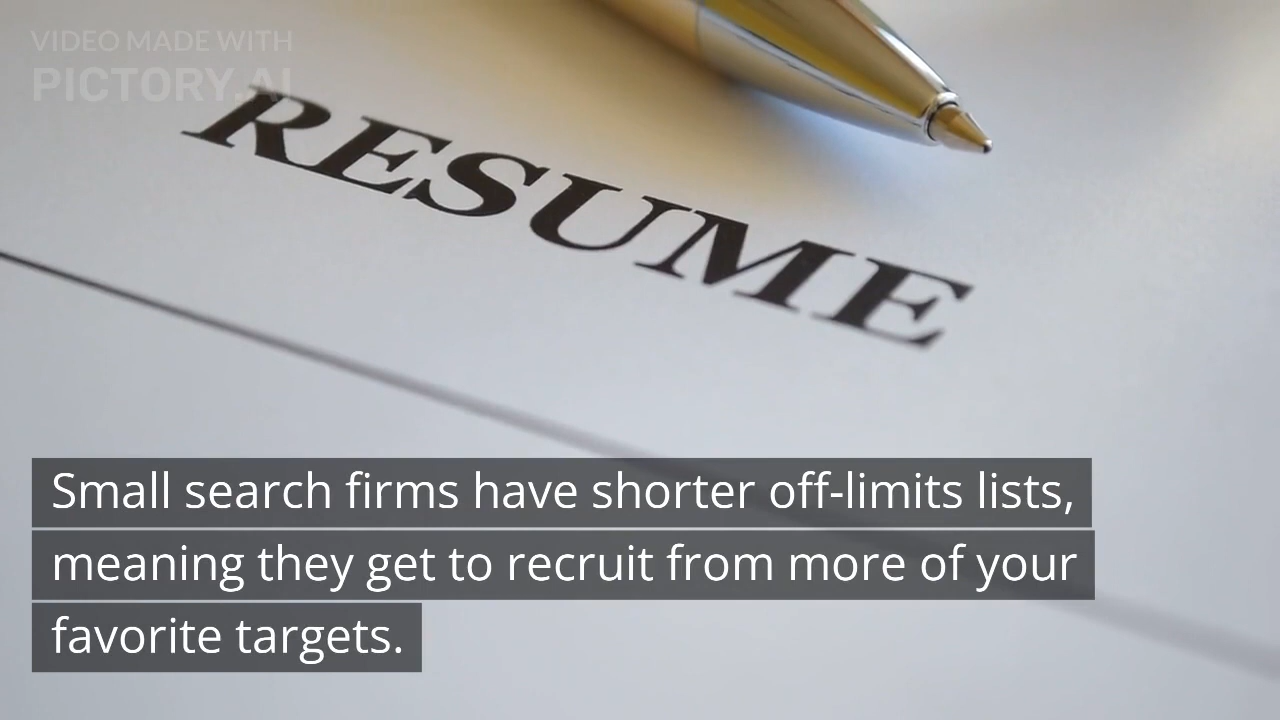 VIDEO MADE WITH
PICTORY.AI
RESUME
Small search firms have shorter off-limits lists,
meaning they get to recruit from more of your
favorite targets.